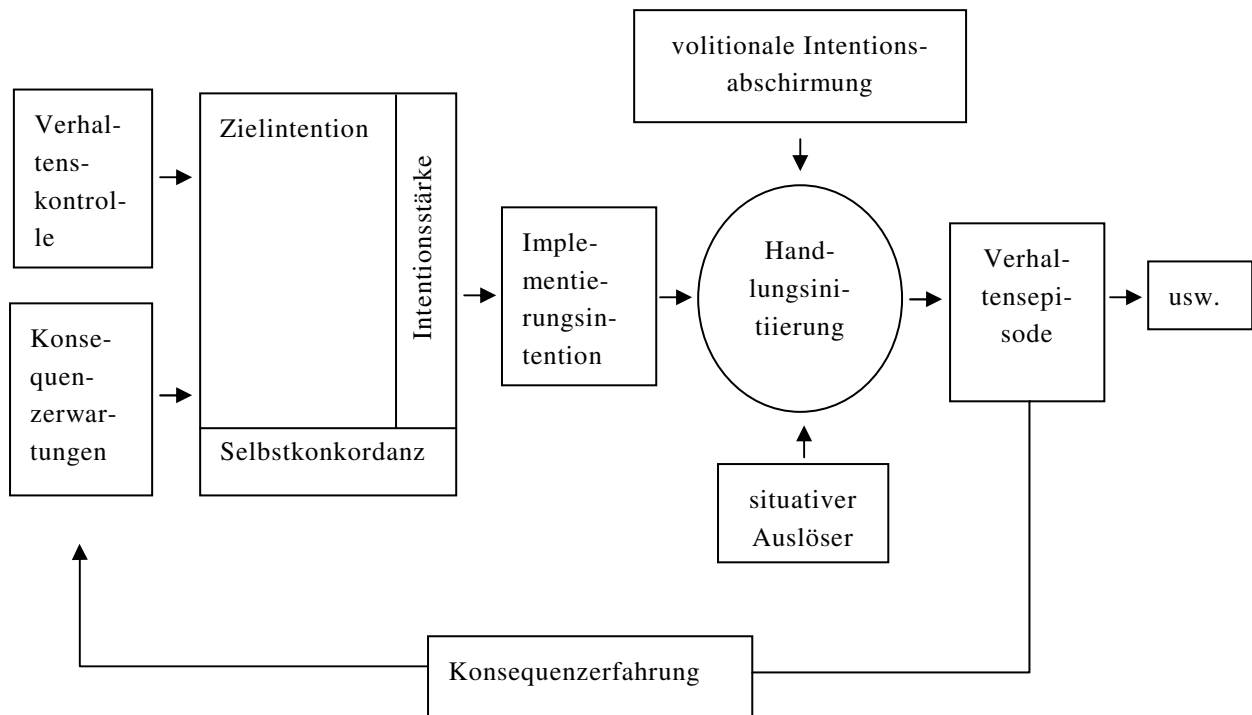 volitionale Intentions-
abschirmung
Verhal-
tens-
kontrol-
le
Zielintention
Intentionsstärke
Konse-
quen-
zerwar-
tungen
Selbstkonkordanz
Imple-
mentie-
rungsin-
tention
Hand-
lungsini-
tiierung
Verhal-
tensepi-
sode
usw.
situativer
Auslöser
Konsequenzerfahrung